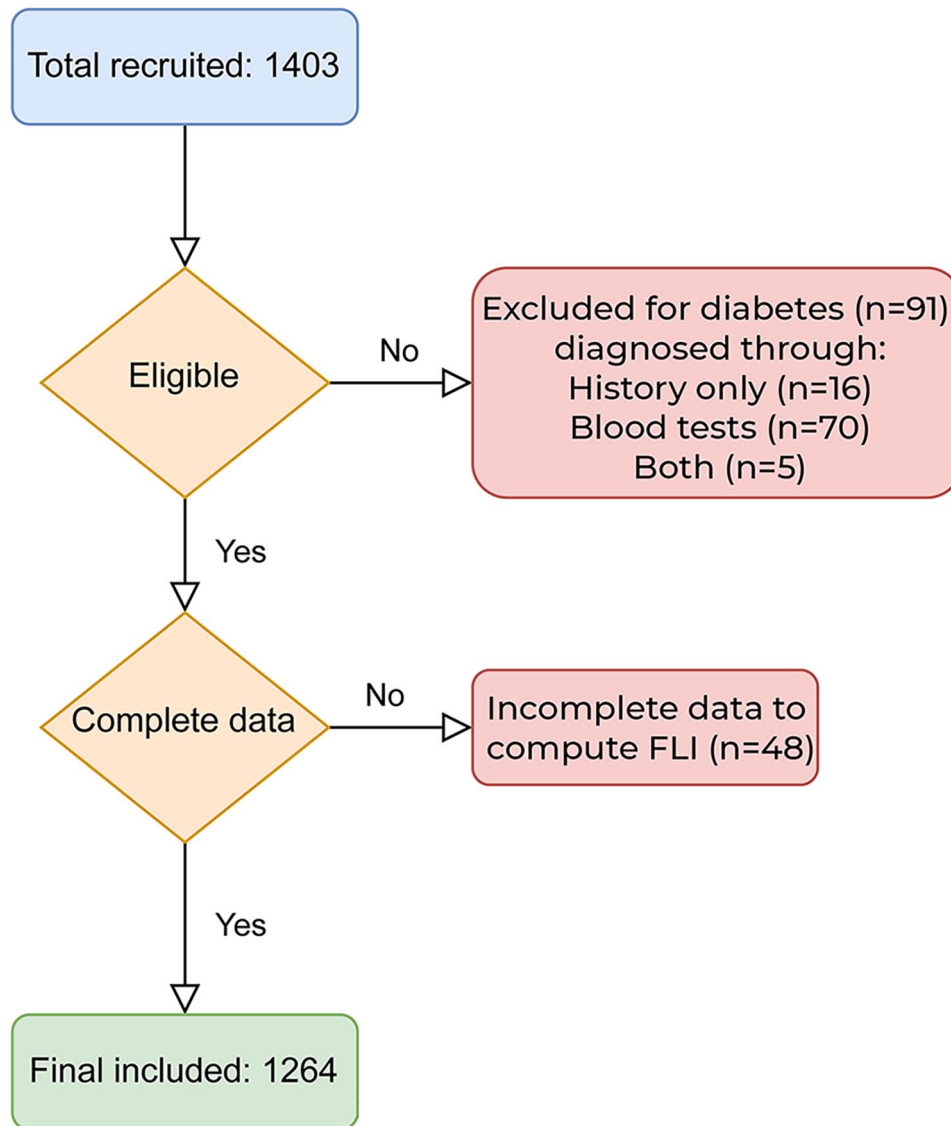 Total recruited: 1403
Eligible
No
Excluded for diabetes (n=91)
diagnosed through:
History only (n=16)
Blood tests (n=70)
Both (n=5)
Yes
Complete data
No
Incomplete data to
compute FLI (n=48)
Yes
Final included: 1264